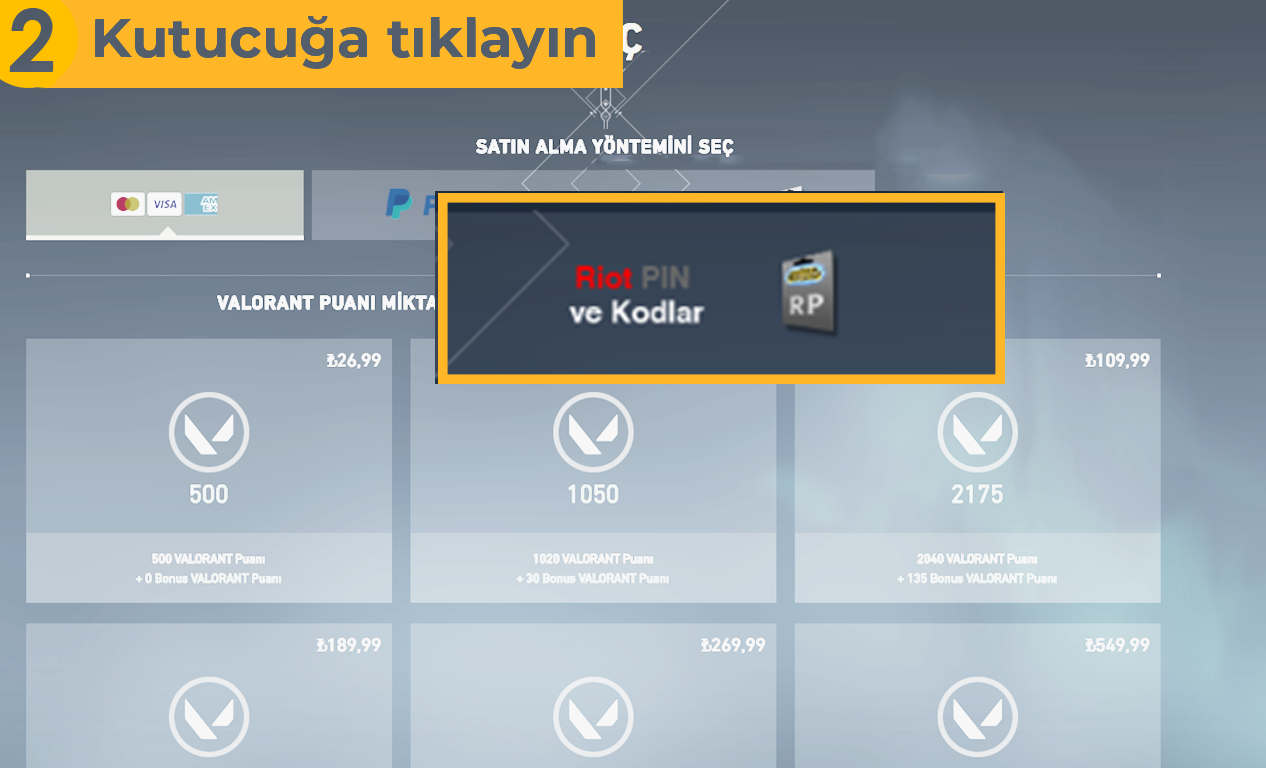 2 Kutucuğa tıklayın
Ç
SATIN ALMA YÖNTEMİNİ SEÇ
VISA
AM
EX
P
Riot PIN
ve Kodlar
RP
VALORANT PUANI MİKTA
₺26,99
500
500 VALORANT Puanı
+ 0 Bonus VALORANT Puanı
1050
1020 VALORANT Puanı
+ 30 Bonus VALORANT Puanı
₺109,99
2175
2040 VALORANT Puanı
+ 135 Bonus VALORANT Puanı
₺189,99
₺269,99
₺549,99